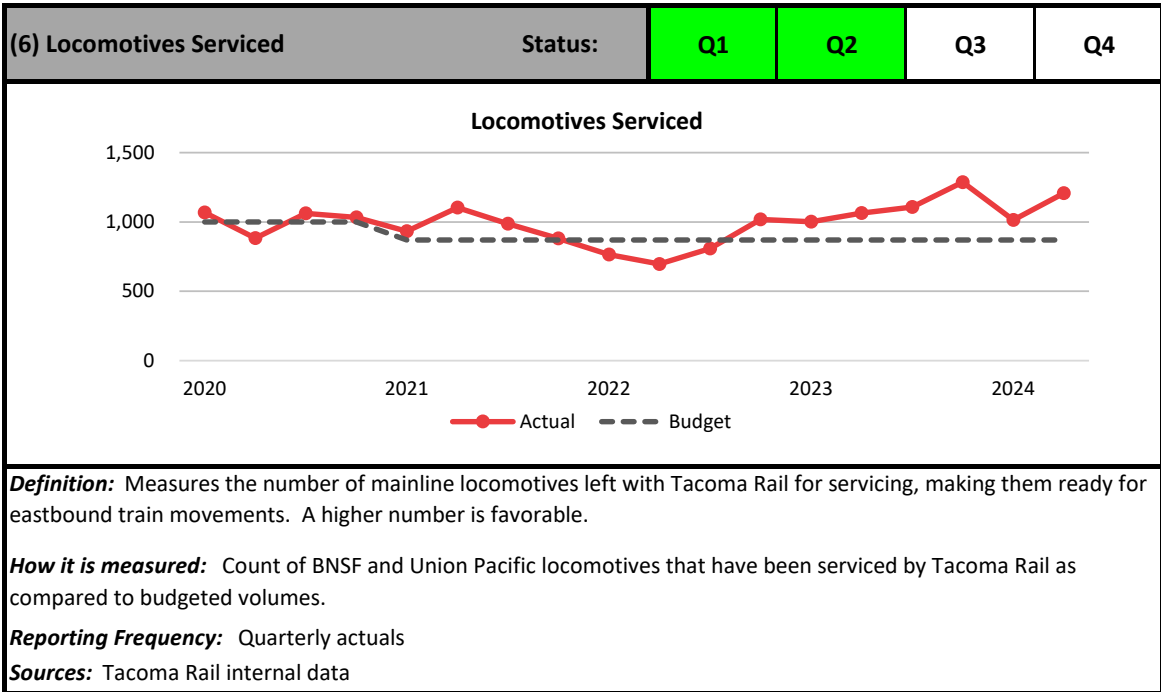 (6) Locomotives Serviced Status: Q1 Q2 Q3 Q4
Locomotives Serviced
1,500
1,000
500
0
2020 2021 2022 2023 2024
Actual Budget
Definition: Measures the number of mainline locomotives left with Tacoma Rail for servicing, making them ready for
eastbound train movements. A higher number is favorable.
How it is measured: Count of BNSF and Union Pacific locomotives that have been serviced by Tacoma Rail as
compared to budgeted volumes.
Reporting Frequency: Quarterly actuals
Sources: Tacoma Rail internal data